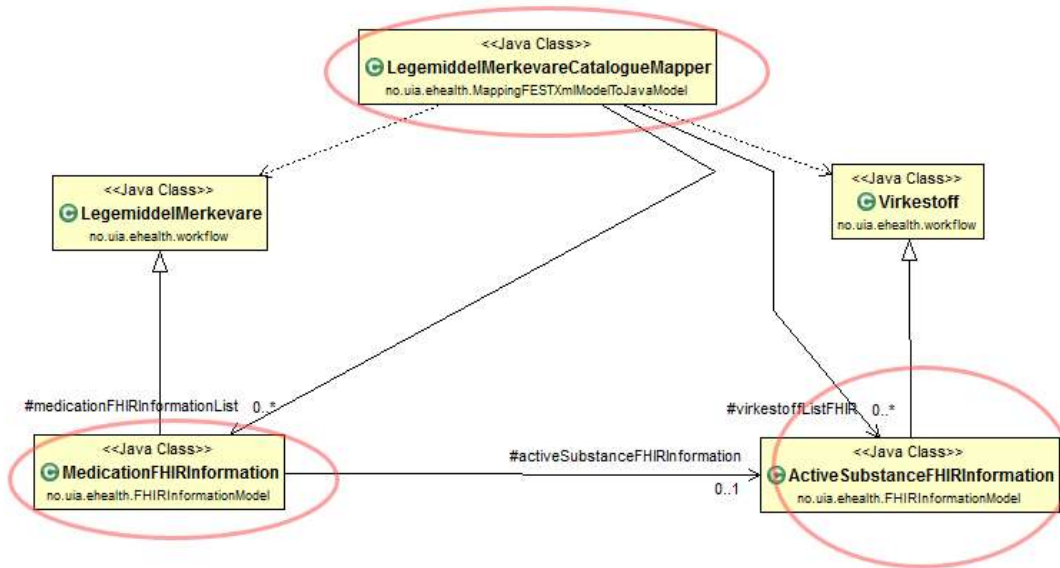 <<Java Class>>
LegemiddelMerkevareCatalogueMapper
no.uia.ehealth.MappingFESTXmlModelToJavaModel
<<Java Class>>
LegemiddelMerkevare
no.uia.ehealth.workflow
<<Java Class>>
Virkestoff
no.uia.ehealth.workflow
#medicationFHIRInformationList 0..*
#virkestoffListFHIR 0..*
<<Java Class>>
MedicationFHIRInformation
no.uia.ehealth.FHIRInformationModel
#activeSubstanceFHIRInformation
0..1
<<Java Class>>
ActiveSubstanceFHIRInformation
no.uia.ehealth.FHIRInformationModel